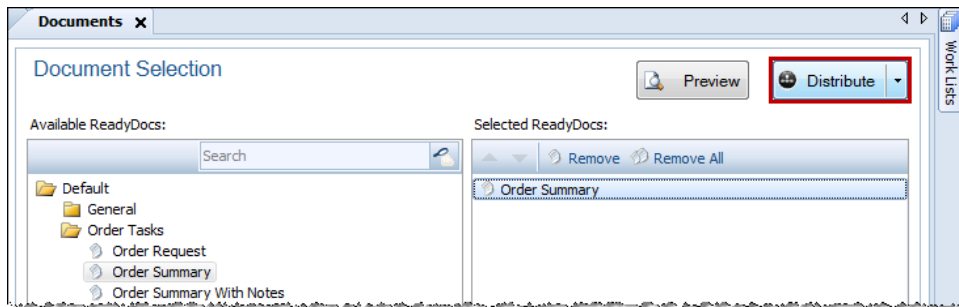 Documents
Work Lists
Document Selection
Preview
Distribute
Available ReadyDocs:
Selected ReadyDocs:
Search
Remove
Remove All
Default
General
Order Tasks
Order Request
Order Summary
Order Summary With Notes
Order Summary